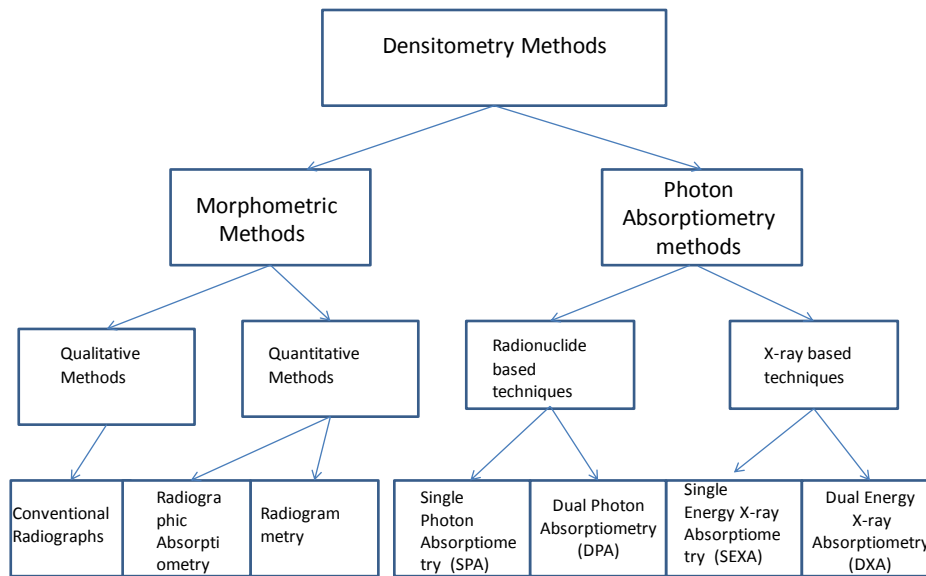 Densitometry Methods
Morphometric
Methods
Photon
Absorptiometry
methods
Qualitative
Methods
Quantitative
Methods
Radionuclide
based
techniques
X-ray based
techniques
Conventional
Radiographs
Radiogra
phic
Absorpti
ometry
Radiogram
metry
Single
Photon
Absorptiome
try (SPA)
Dual Photon
Absorptiometry
(DPA)
Single
Energy X-ray
Absorptiome
try (SEXA)
Dual Energy
X-ray
Absorptiometry
(DXA)